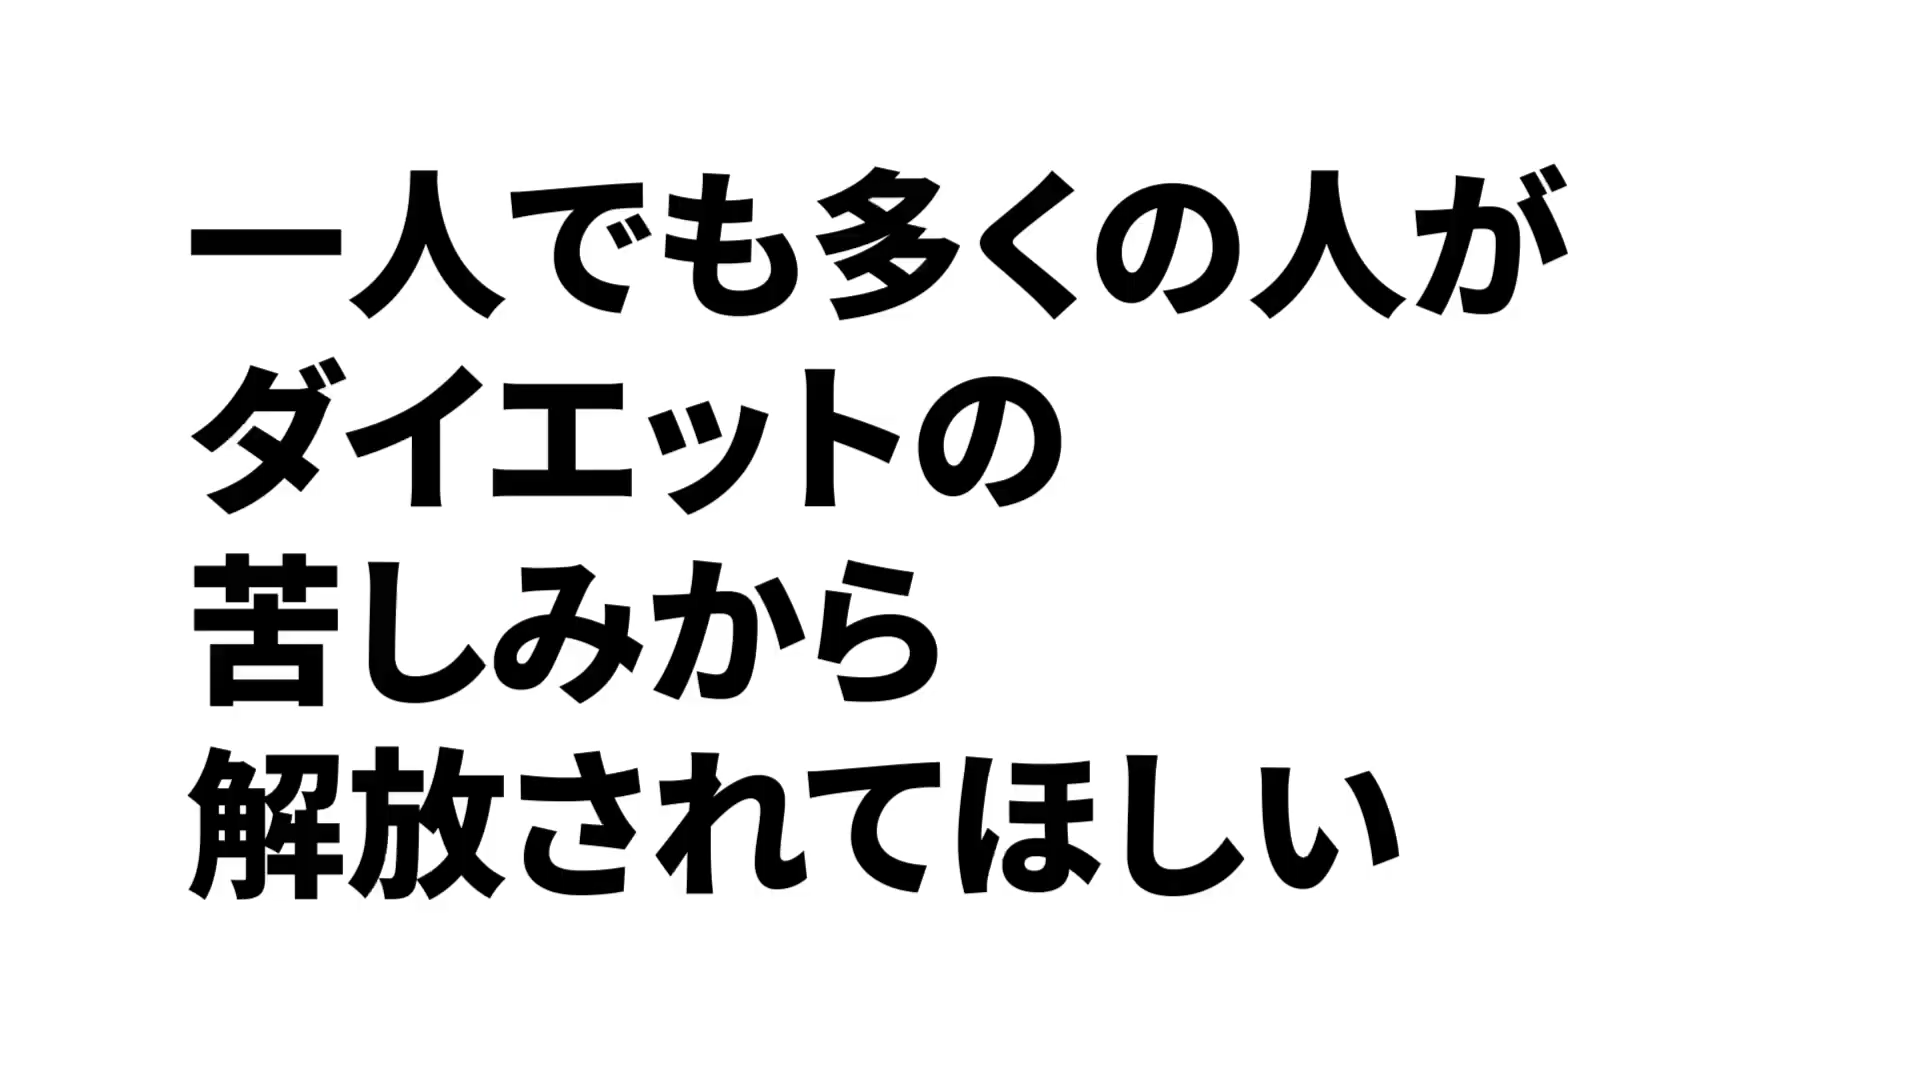 一人でも多くの人が
ダイエットの
苦しみから
解放されてほしい